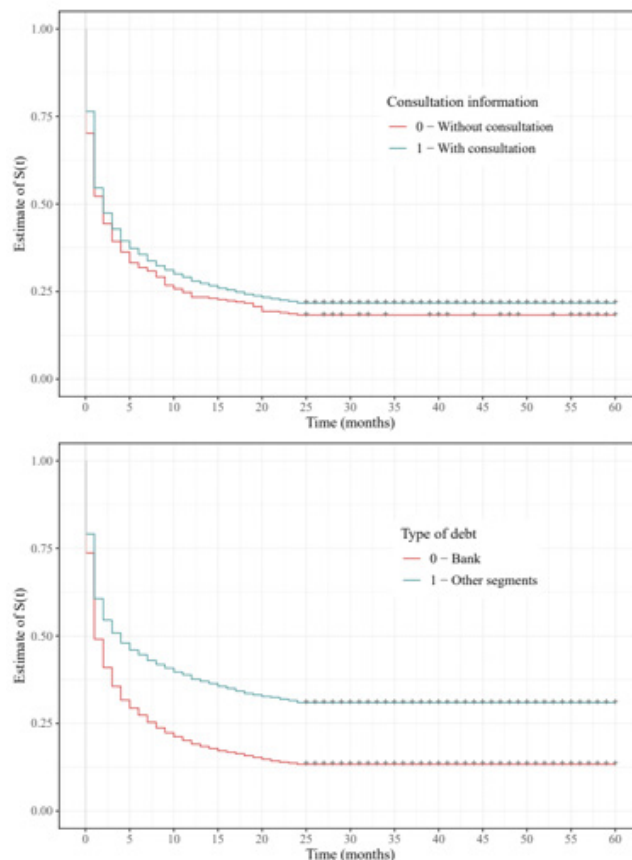 1.00
0.75
0.50
0.25
0.00
Estimate of S(t)
Consultation information
0 − Without consultation
1 − With consultation
0 5 10 15 20 25 30 35 40 45 50 55 60
Time (months)
1.00
0.75
0.50
0.25
0.00
Estimate of S(t)
Type of debt
0 − Bank
1 − Other segments
0 5 10 15 20 25 30 35 40 45 50 55 60
Time (months)